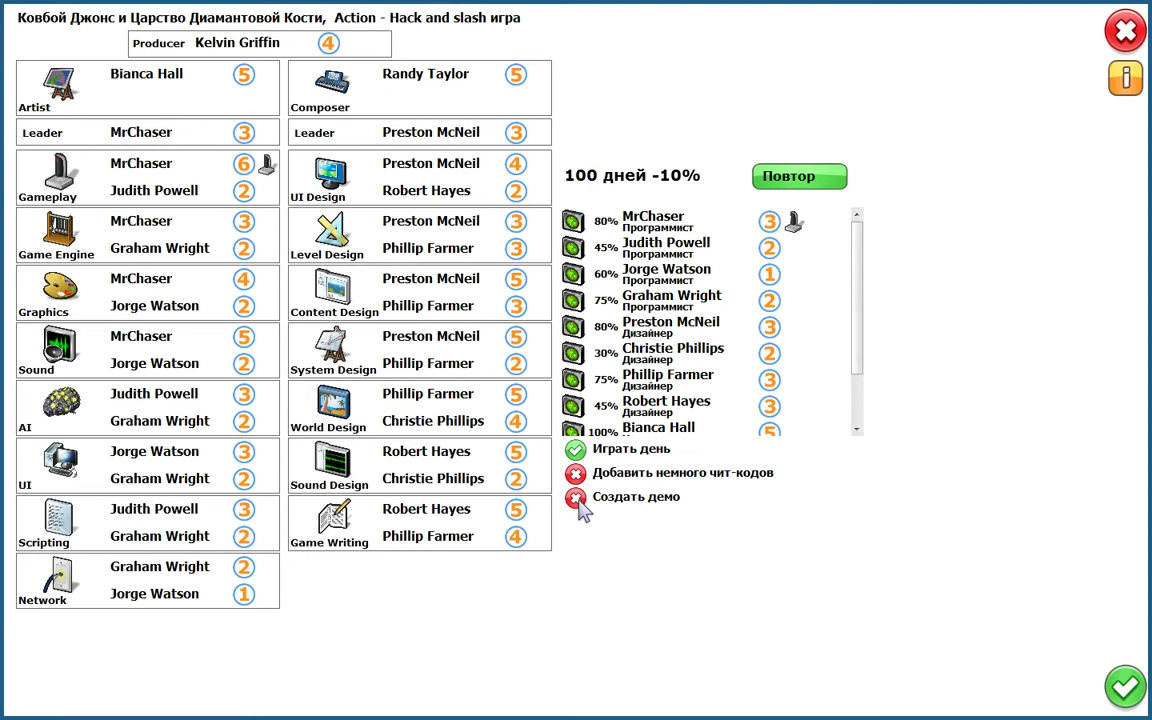 Ковбой Джонс и Царство Диамантовой Кости, Action - Hack and slash игра
Producer Kelvin Griffin 4
Artist Bianca Hall 5
Leader MrChaser 3
Gameplay MrChaser 6
Judith Powell 2
Game Engine MrChaser 3
Graham Wright 2
Graphics MrChaser 4
Jorge Watson 2
Sound MrChaser 5
Jorge Watson 2
AI Judith Powell 3
Graham Wright 2
UI Jorge Watson 3
Graham Wright 2
Scripting Judith Powell 3
Graham Wright 2
Network Graham Wright 2
Jorge Watson 1
Composer Randy Taylor 5
Leader Preston McNeil 3
UI Design Preston McNeil 4
Robert Hayes 2
Level Design Preston McNeil 3
Phillip Farmer 3
Content Design Preston McNeil 5
Phillip Farmer 3
System Design Preston McNeil 5
Phillip Farmer 2
World Design Phillip Farmer 5
Christie Phillips 4
Sound Design Robert Hayes 5
Christie Phillips 2
Game Writing Robert Hayes 5
Phillip Farmer 4
100 дней -10%
Повтор
80% MrChaser 3
Программист
45% Judith Powell 2
Программист
60% Jorge Watson 1
Программист
75% Graham Wright 2
Программист
80% Preston McNeil 3
Дизайнер
30% Christie Phillips 2
Дизайнер
75% Phillip Farmer 3
Дизайнер
45% Robert Hayes 3
Дизайнер
100% Bianca Hall 5
Играть день
Добавить немного чит-кодов
Создать демо